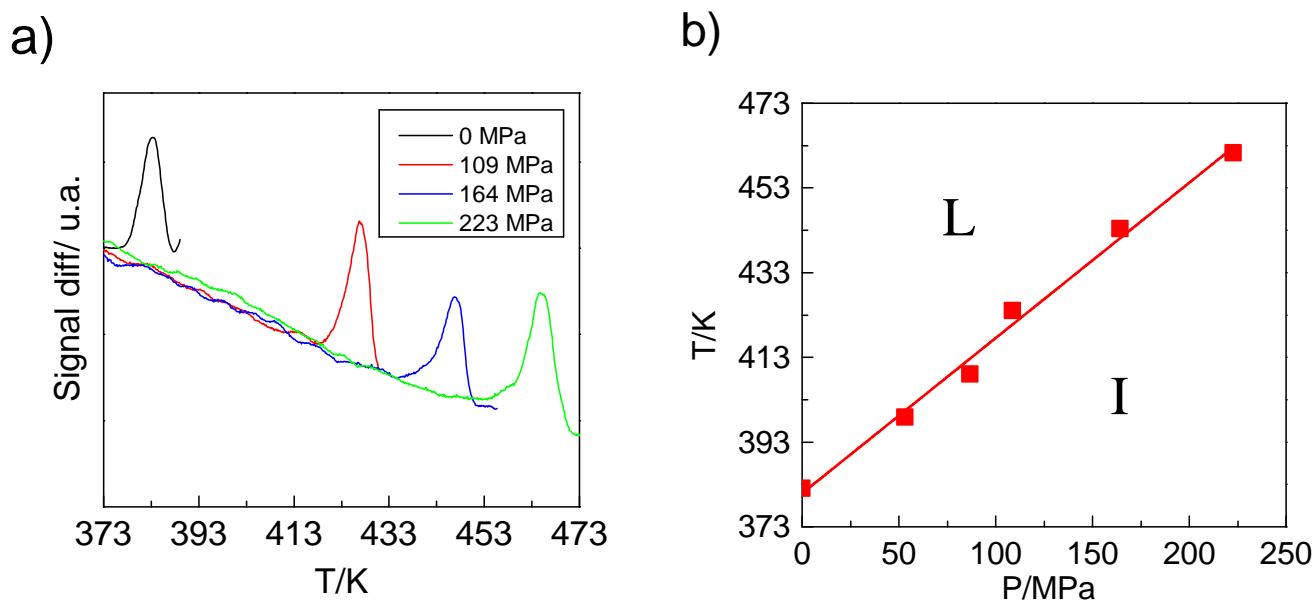 a)
Signal diff/ u.a.
0 MPa
109 MPa
164 MPa
223 MPa
373 393 413 433 453 473
T/K
b)
T/K
473
453
433
413
393
373
L
I
0 50 100 150 200 250
P/MPa